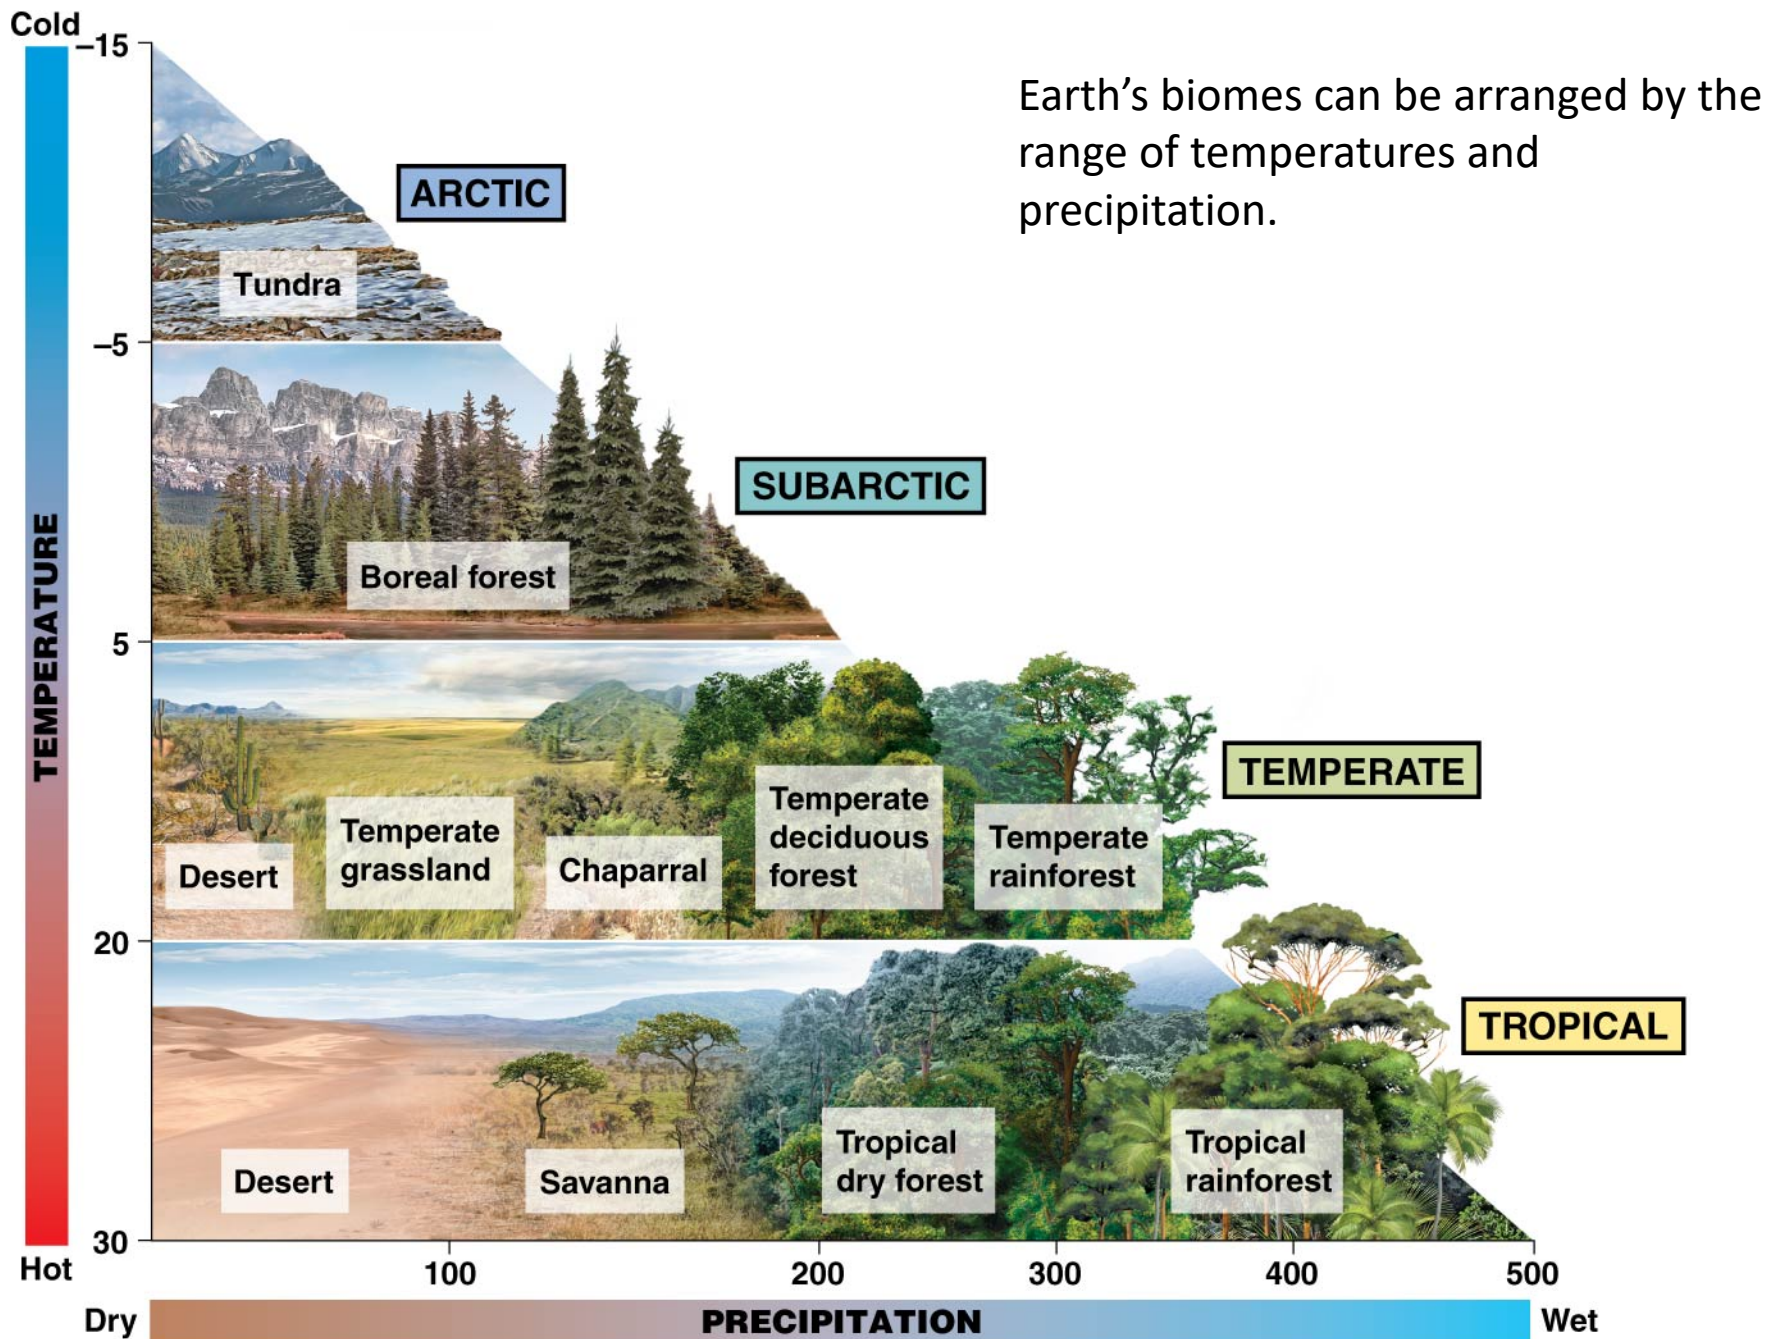 Cold
–15
Earth’s biomes can be arranged by the
range of temperatures and
precipitation.
ARCTIC
Tundra
–5
SUBARCTIC
Boreal forest
TEMPERATURE
5
TEMPERATE
Temperate
deciduous
forest
Temperate
grassland
Temperate
rainforest
Chaparral
Desert
20
TROPICAL
Tropical
dry forest
Tropical
rainforest
Desert
Savanna
30
Hot
100
200
300
400
500
Dry
PRECIPITATION
Wet